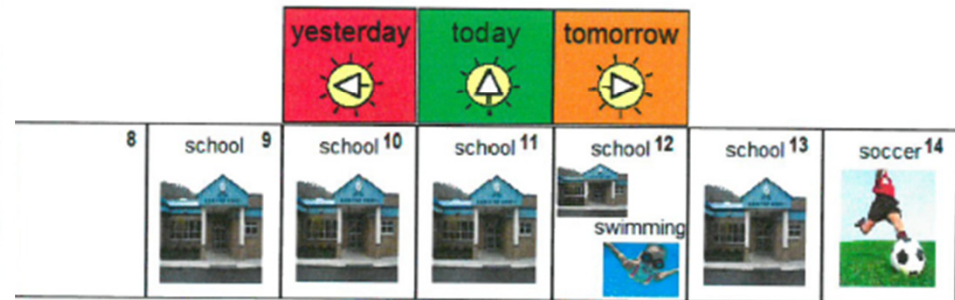 yesterday today tomorrow
8 school 9 school 10 school 11 school 12 school 13 soccer 14
swimming